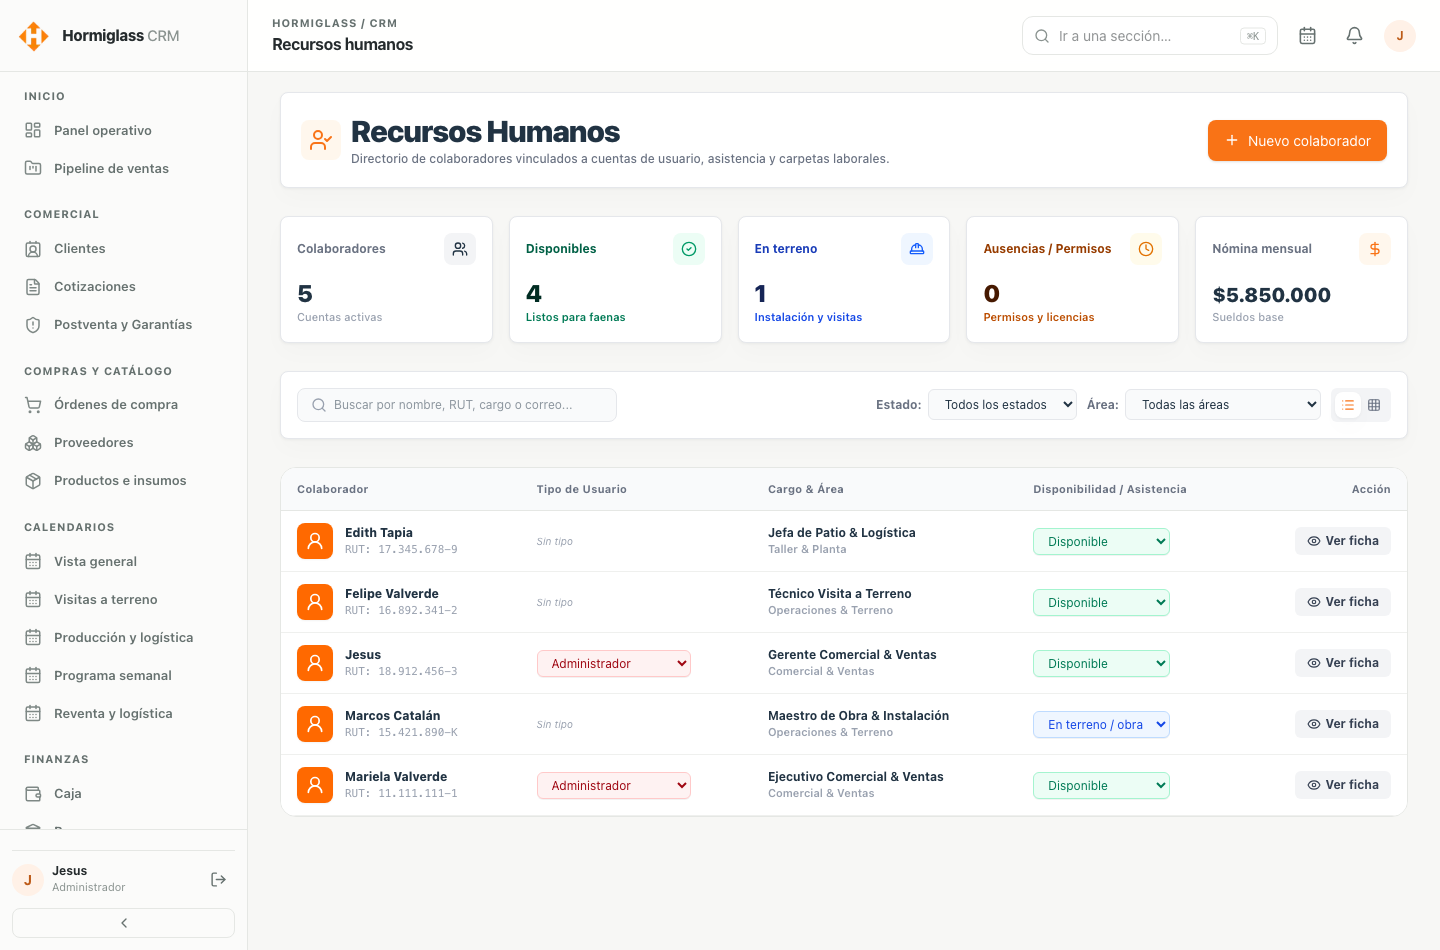 Hormiglass CRM
INICIO
Panel operativo
Pipeline de ventas
COMERCIAL
Clientes
Cotizaciones
Postventa y Garantías
COMPRAS Y CATÁLOGO
Órdenes de compra
Proveedores
Productos e insumos
CALENDARIOS
Vista general
Visitas a terreno
Producción y logística
Programa semanal
Reventa y logística
FINANZAS
Caja
J
Jesus
Administrador
HORMIGLASS / CRM
Recursos humanos
Ir a una sección...
⌘K
J
Recursos Humanos
Directorio de colaboradores vinculados a cuentas de usuario, asistencia y carpetas laborales.
+ Nuevo colaborador
Colaboradores
5
Cuentas activas
Disponibles
4
Listos para faenas
En terreno
1
Instalación y visitas
Ausencias / Permisos
0
Permisos y licencias
Nómina mensual
$5.850.000
Sueldos base
Buscar por nombre, RUT, cargo o correo...
Estado: Todos los estados
Área: Todas las áreas
Colaborador Tipo de Usuario Cargo & Área Disponibilidad / Asistencia Acción
Edith Tapia
RUT: 17.345.678-9
Sin tipo
Jefa de Patio & Logística
Taller & Planta
Disponible
Ver ficha
Felipe Valverde
RUT: 16.892.341-2
Sin tipo
Técnico Visita a Terreno
Operaciones & Terreno
Disponible
Ver ficha
Jesus
RUT: 18.912.456-3
Administrador
Gerente Comercial & Ventas
Comercial & Ventas
Disponible
Ver ficha
Marcos Catalán
RUT: 15.421.890-K
Sin tipo
Maestro de Obra & Instalación
Operaciones & Terreno
En terreno / obra
Ver ficha
Mariela Valverde
RUT: 11.111.111-1
Administrador
Ejecutivo Comercial & Ventas
Comercial & Ventas
Disponible
Ver ficha